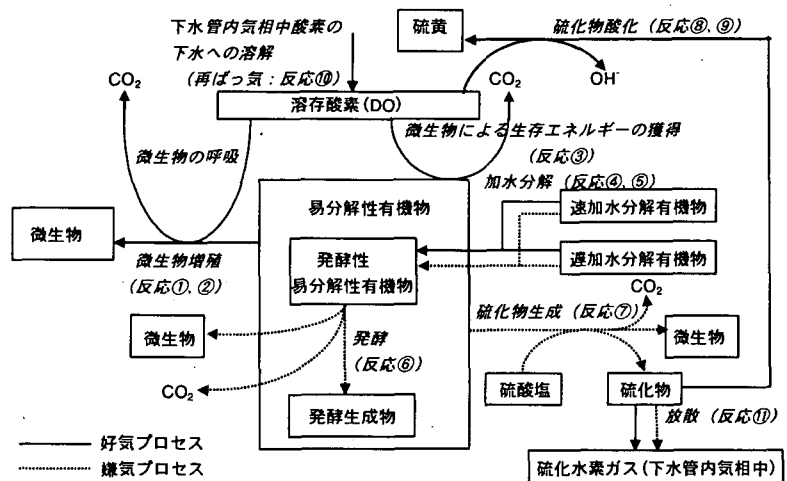 下水管内気相中酸素の
下水への溶解
(再ばっ気：反応⑩)
硫黄
硫化物酸化 (反応⑧、⑨)
CO₂
CO₂
OH⁻
溶存酸素(DO)
微生物による生存エネルギーの獲得
(反応③)
微生物の呼吸
加水分解 (反応④、⑤)
易分解性有機物
速加水分解有機物
微生物
発酵性
易分解性有機物
遅加水分解有機物
微生物増殖
(反応①、②)
CO₂
硫化物生成 (反応⑦)
微生物
発酵
(反応⑥)
微生物
CO₂
硫酸塩
硫化物
発酵生成物
放散 (反応⑪)
好気プロセス
嫌気プロセス
硫化水素ガス(下水管内気相中)